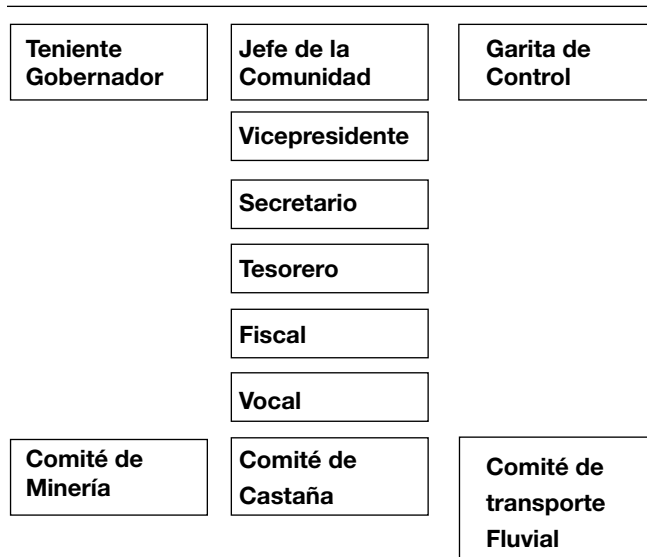 Teniente
Gobernador
Jefe de la
Comunidad
Garita de
Control
Vicepresidente
Secretario
Tesorero
Fiscal
Vocal
Comité de
Minería
Comité de
Castaña
Comité de
transporte
Fluvial